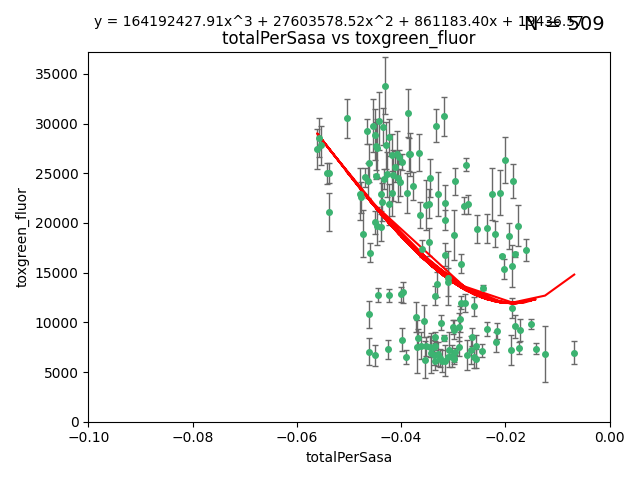 y = 164192427.91x^3 + 27603578.52x^2 + 861183.40x +
N = 509
totalPerSasa vs toxgreen_fluor
toxgreen_fluor
35000
30000
25000
20000
15000
10000
5000
0
−0.10 −0.08 −0.06 −0.04 −0.02 0.00
totalPerSasa